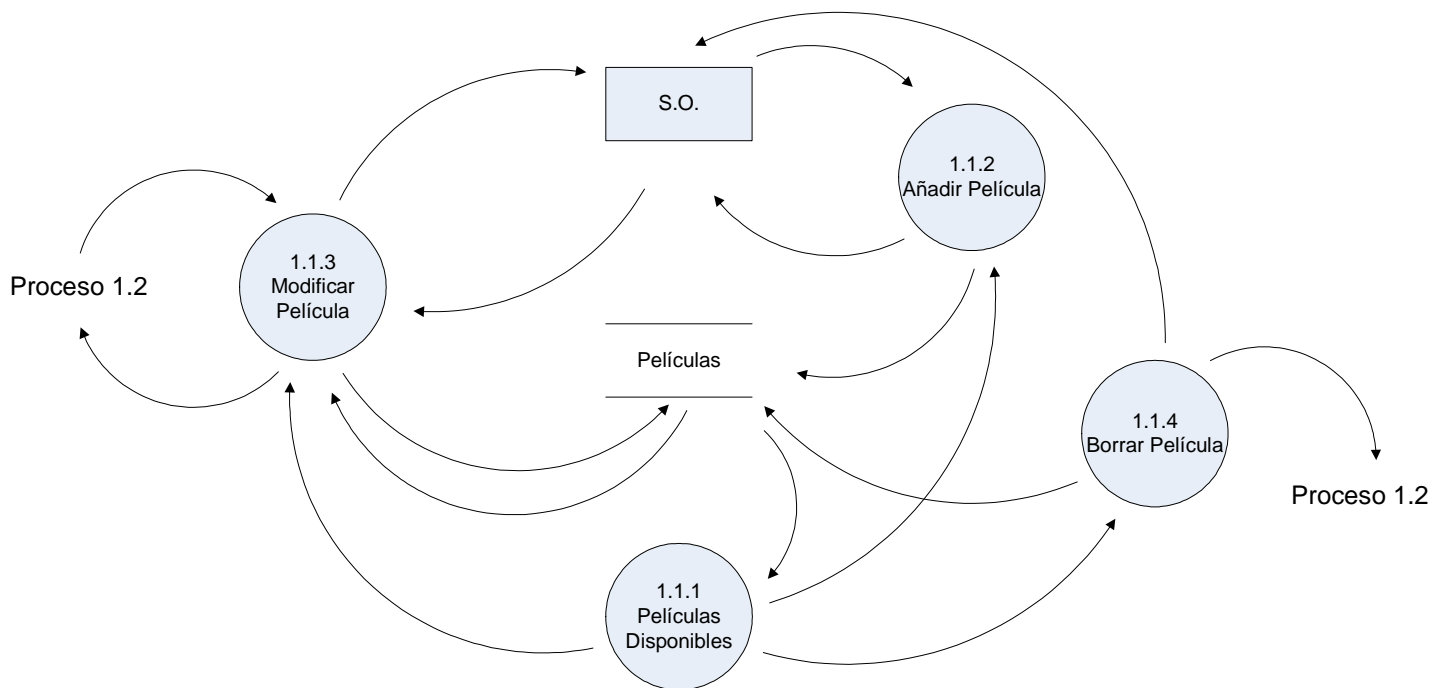 S.O.
1.1.2
Añadir Película
1.1.3
Modificar
Película
Proceso 1.2
Películas
1.1.4
Borrar Película
Proceso 1.2
1.1.1
Películas
Disponibles